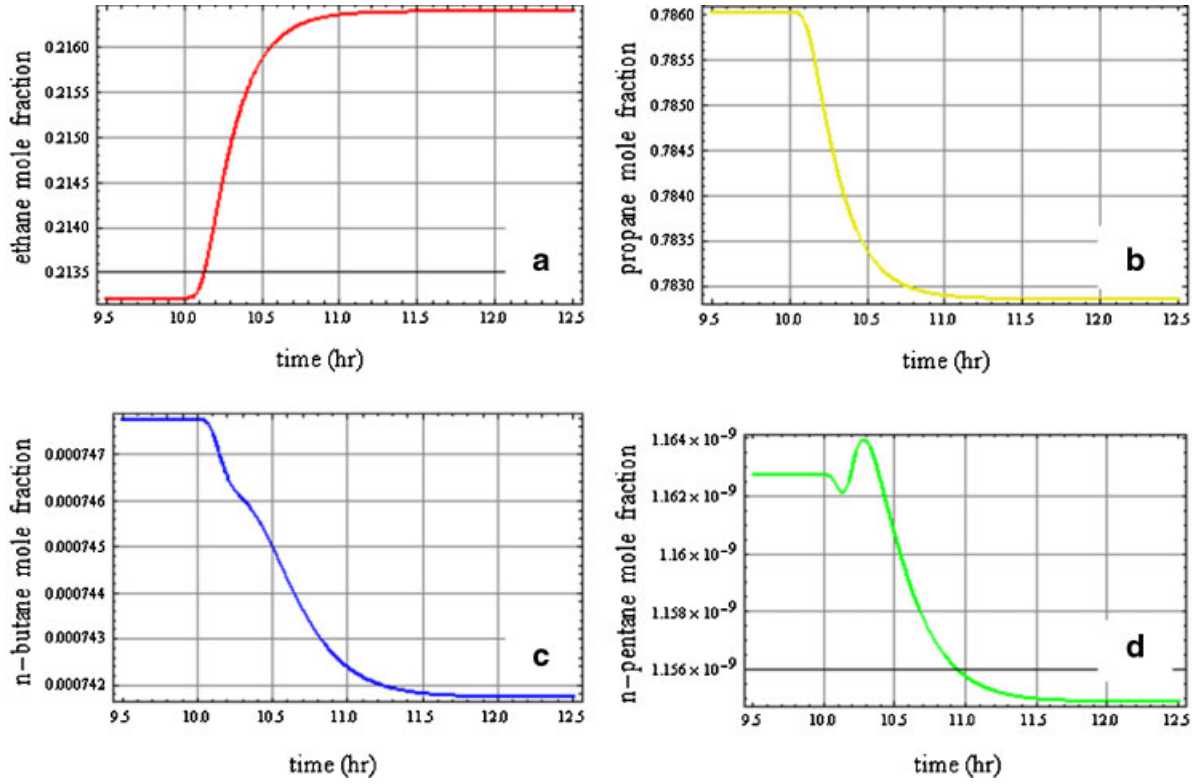 ethane mole fraction
0.2160
0.2155
0.2150
0.2145
0.2140
0.2135
9.5 10.0 10.5 11.0 11.5 12.0 12.5
time (hr)
a
propane mole fraction
0.7860
0.7855
0.7850
0.7845
0.7840
0.7835
0.7830
9.5 10.0 10.5 11.0 11.5 12.0 12.5
time (hr)
b
n-butane mole fraction
0.000747
0.000746
0.000745
0.000744
0.000743
0.000742
9.5 10.0 10.5 11.0 11.5 12.0 12.5
time (hr)
c
n-pentane mole fraction
1.164 × 10⁻⁹
1.162 × 10⁻⁹
1.16 × 10⁻⁹
1.158 × 10⁻⁹
1.156 × 10⁻⁹
9.5 10.0 10.5 11.0 11.5 12.0 12.5
time (hr)
d